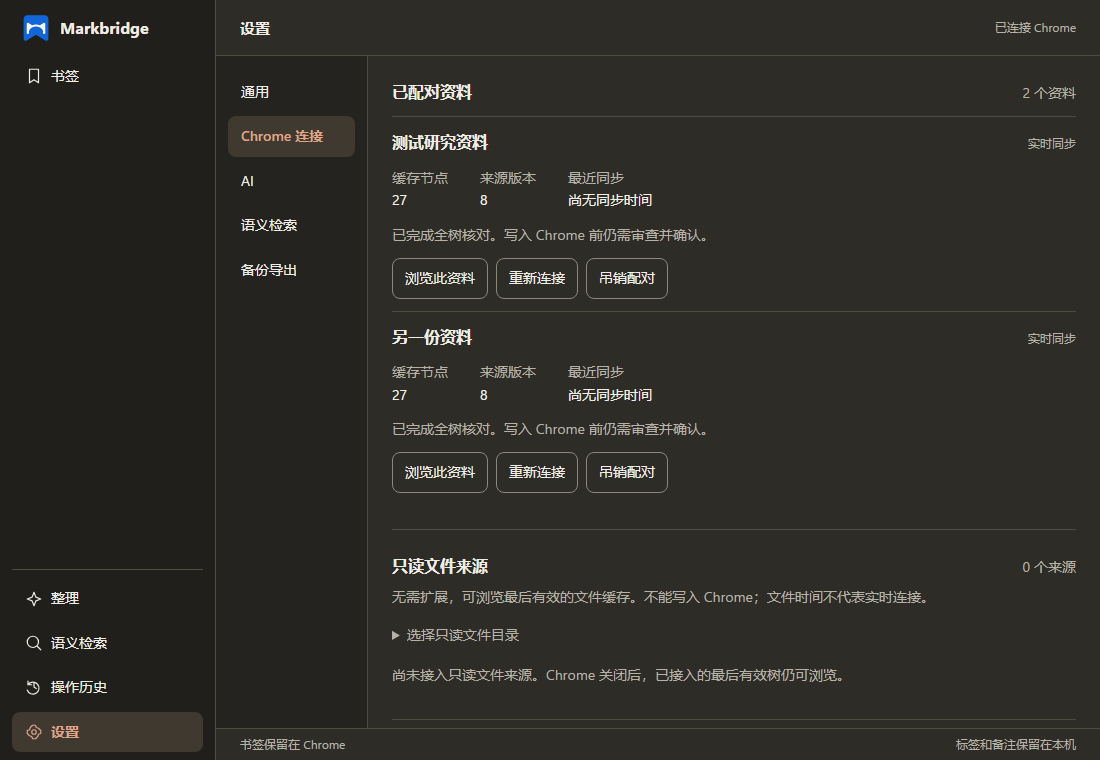 Markbridge
书签
整理
语义检索
操作历史
设置
设置
已连接 Chrome
通用
Chrome 连接
AI
语义检索
备份导出
已配对资料
2 个资料
测试研究资料
实时同步
缓存节点 来源版本 最近同步
27 8 尚无同步时间
已完成全树核对。写入 Chrome 前仍需审查并确认。
浏览此资料 重新连接 吊销配对
另一份资料
实时同步
缓存节点 来源版本 最近同步
27 8 尚无同步时间
已完成全树核对。写入 Chrome 前仍需审查并确认。
浏览此资料 重新连接 吊销配对
只读文件来源
0 个来源
无需扩展，可浏览最后有效的文件缓存。不能写入 Chrome；文件时间不代表实时连接。
选择只读文件目录
尚未接入只读文件来源。Chrome 关闭后，已接入的最后有效树仍可浏览。
书签保留在 Chrome
标签和备注保留在本机